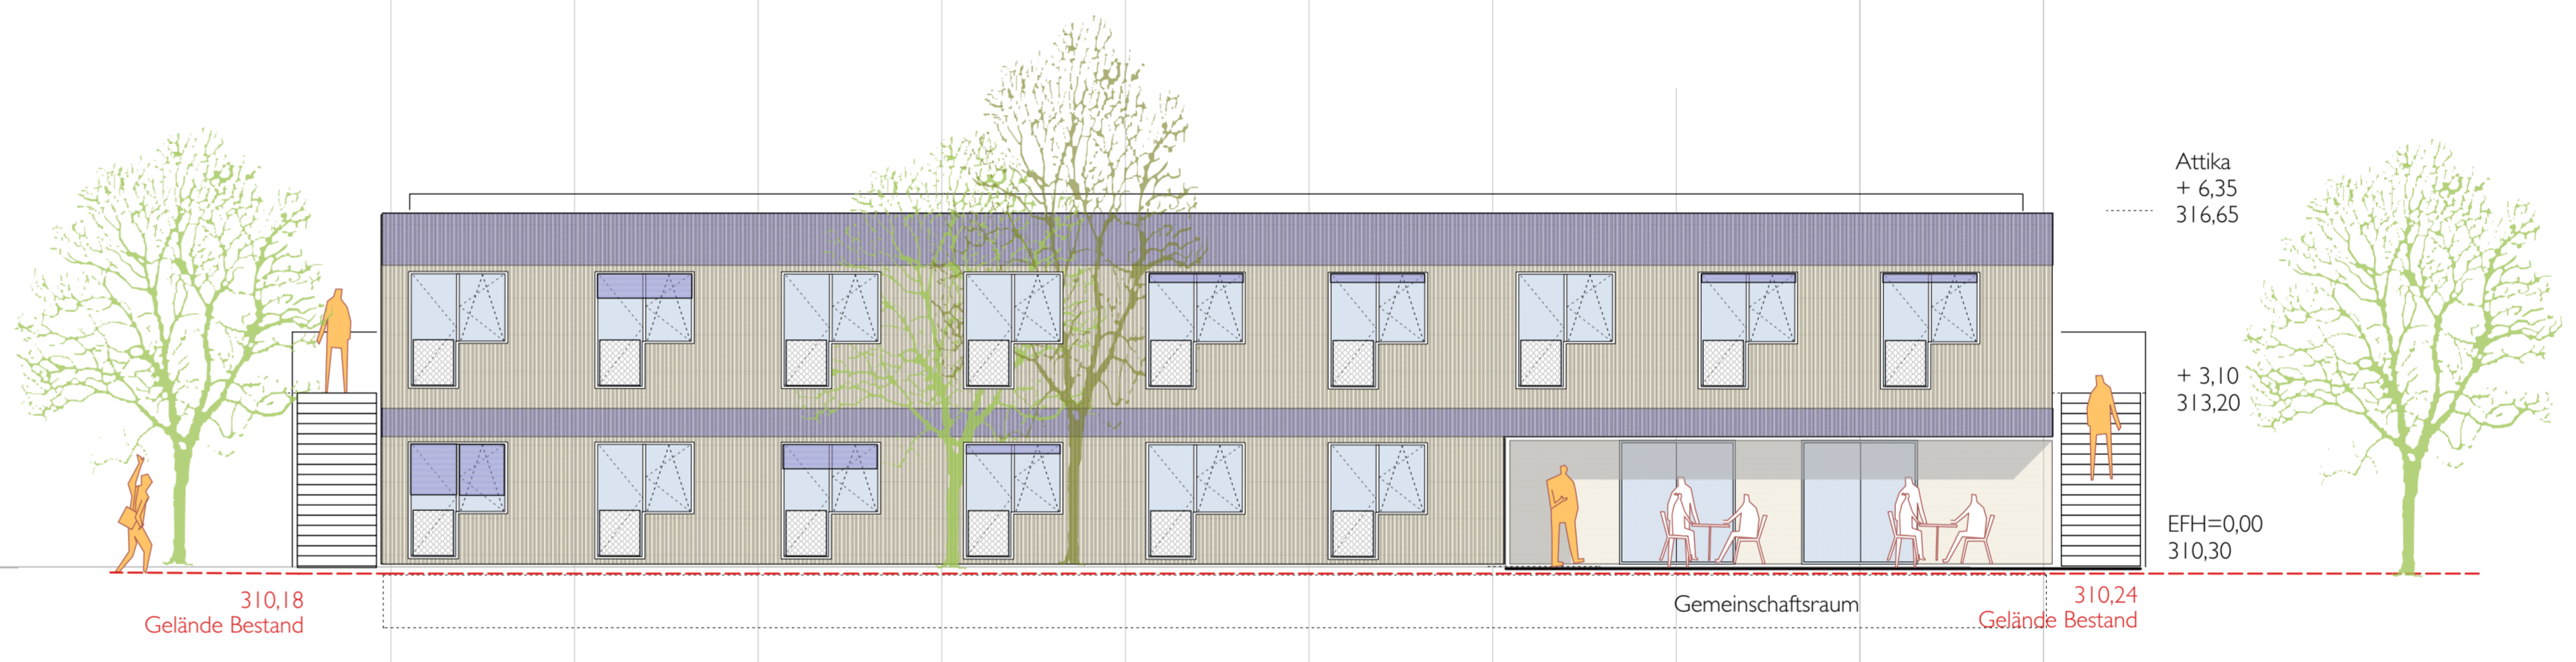 Attika
+ 6,35
316,65
+ 3,10
313,20
EFH=0,00
310,30
310,18
Gelände Bestand
Gemeinschaftsraum
310,24
Gelände Bestand